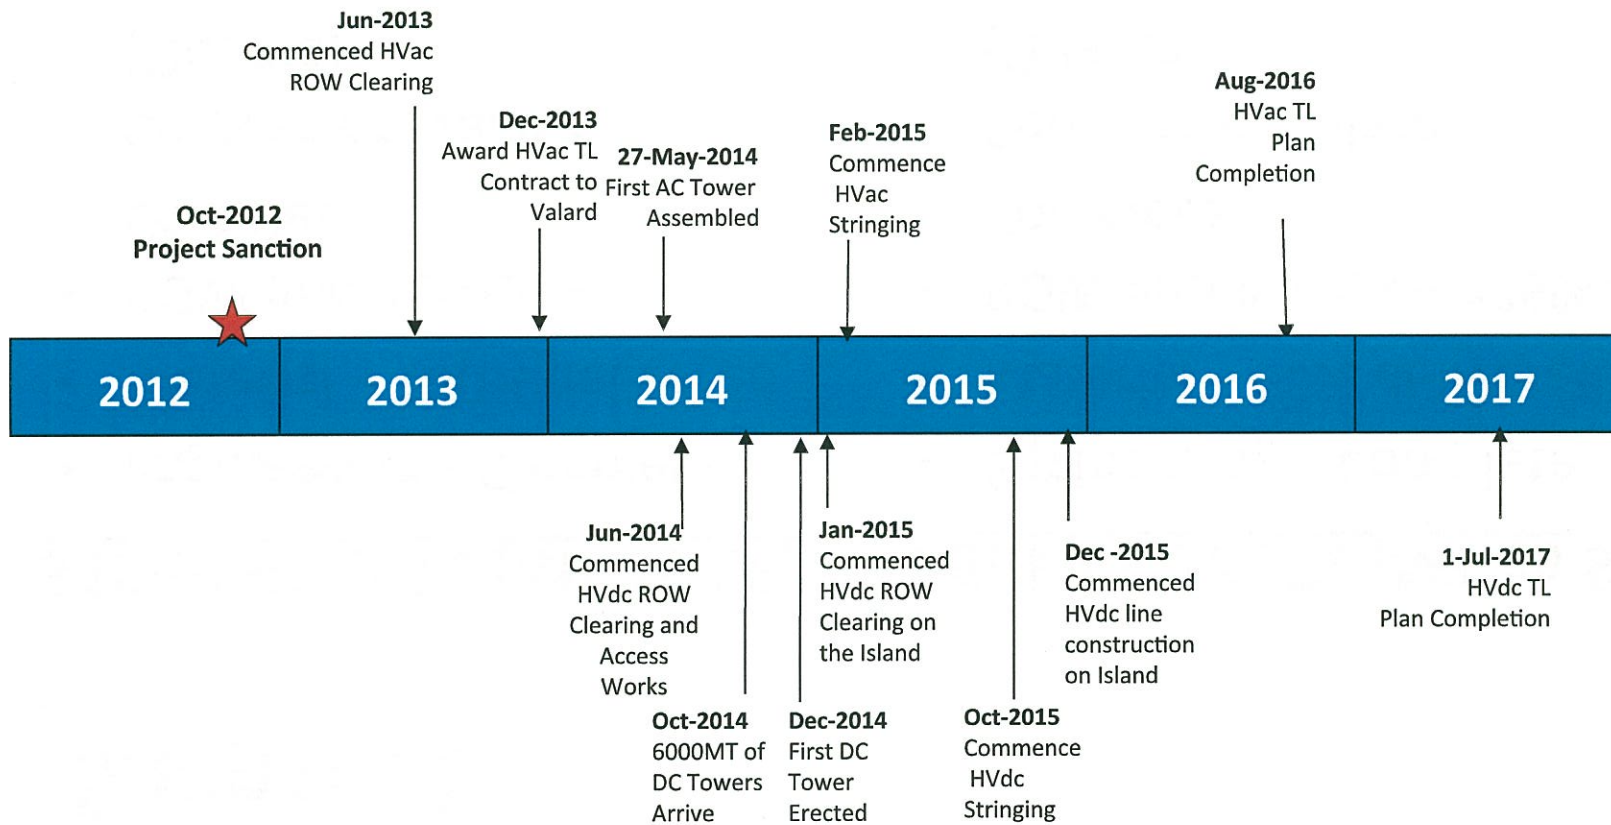 Jun-2013
Commenced HVac
ROW Clearing
Dec-2013
Award HVac TL
Contract to
Valard
27-May-2014
First AC Tower
Assembled
Feb-2015
Commence
HVac
Stringing
Aug-2016
HVac TL
Plan
Completion
Oct-2012
Project Sanction
2012
2013
2014
2015
2016
2017
Jun-2014
Commenced
HVdc ROW
Clearing and
Access
Works
Oct-2014
6000MT of
DC Towers
Arrive
Dec-2014
First DC
Tower
Erected
Jan-2015
Commenced
HVdc ROW
Clearing on
the Island
Oct-2015
Commence
HVdc
Stringing
Dec -2015
Commenced
HVdc line
construction
on Island
1-Jul-2017
HVdc TL
Plan Completion